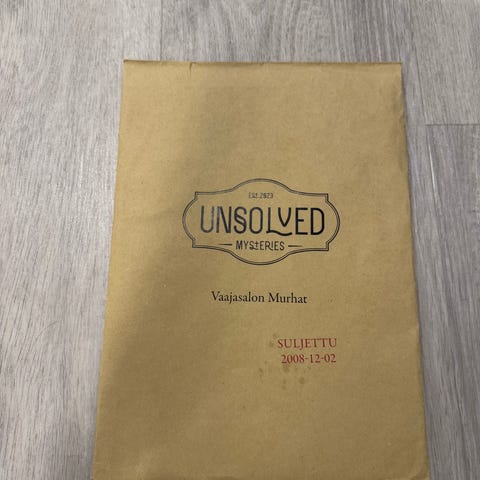 EST. 2023
UNSOLVED
MYSTERIES
Vaajasalon Murhat
SULJETTU
2008-12-02